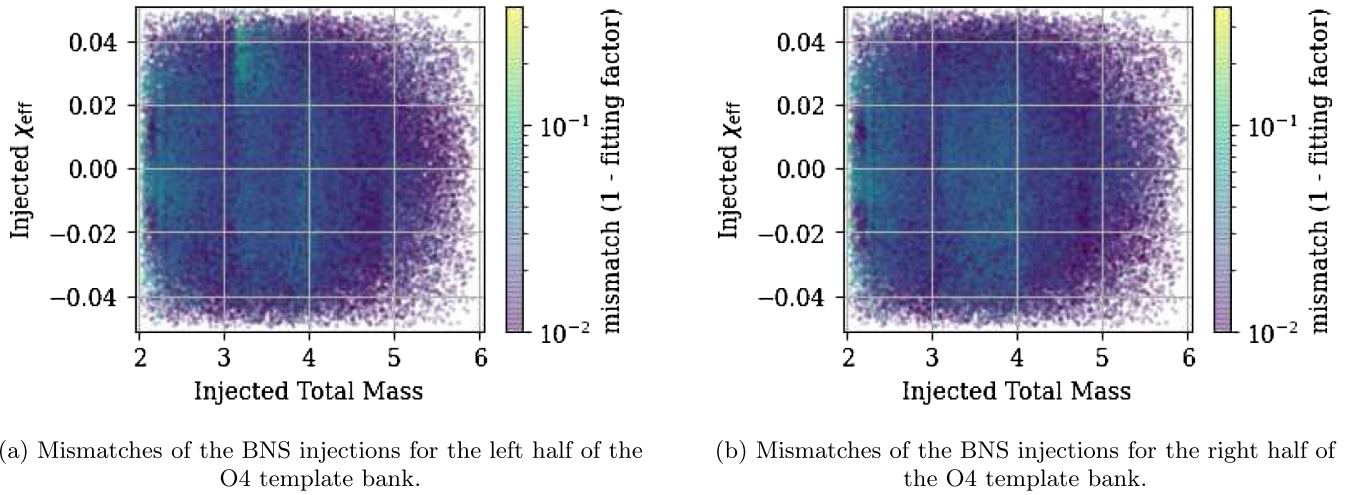 0.04
0.02
0.00
−0.02
−0.04
Injected χeff
2 3 4 5 6
Injected Total Mass
10⁻¹
10⁻²
mismatch (1 - fitting factor)
0.04
0.02
0.00
−0.02
−0.04
Injected χeff
2 3 4 5 6
Injected Total Mass
10⁻¹
10⁻²
mismatch (1 - fitting factor)
(a) Mismatches of the BNS injections for the left half of the
O4 template bank.
(b) Mismatches of the BNS injections for the right half of
the O4 template bank.